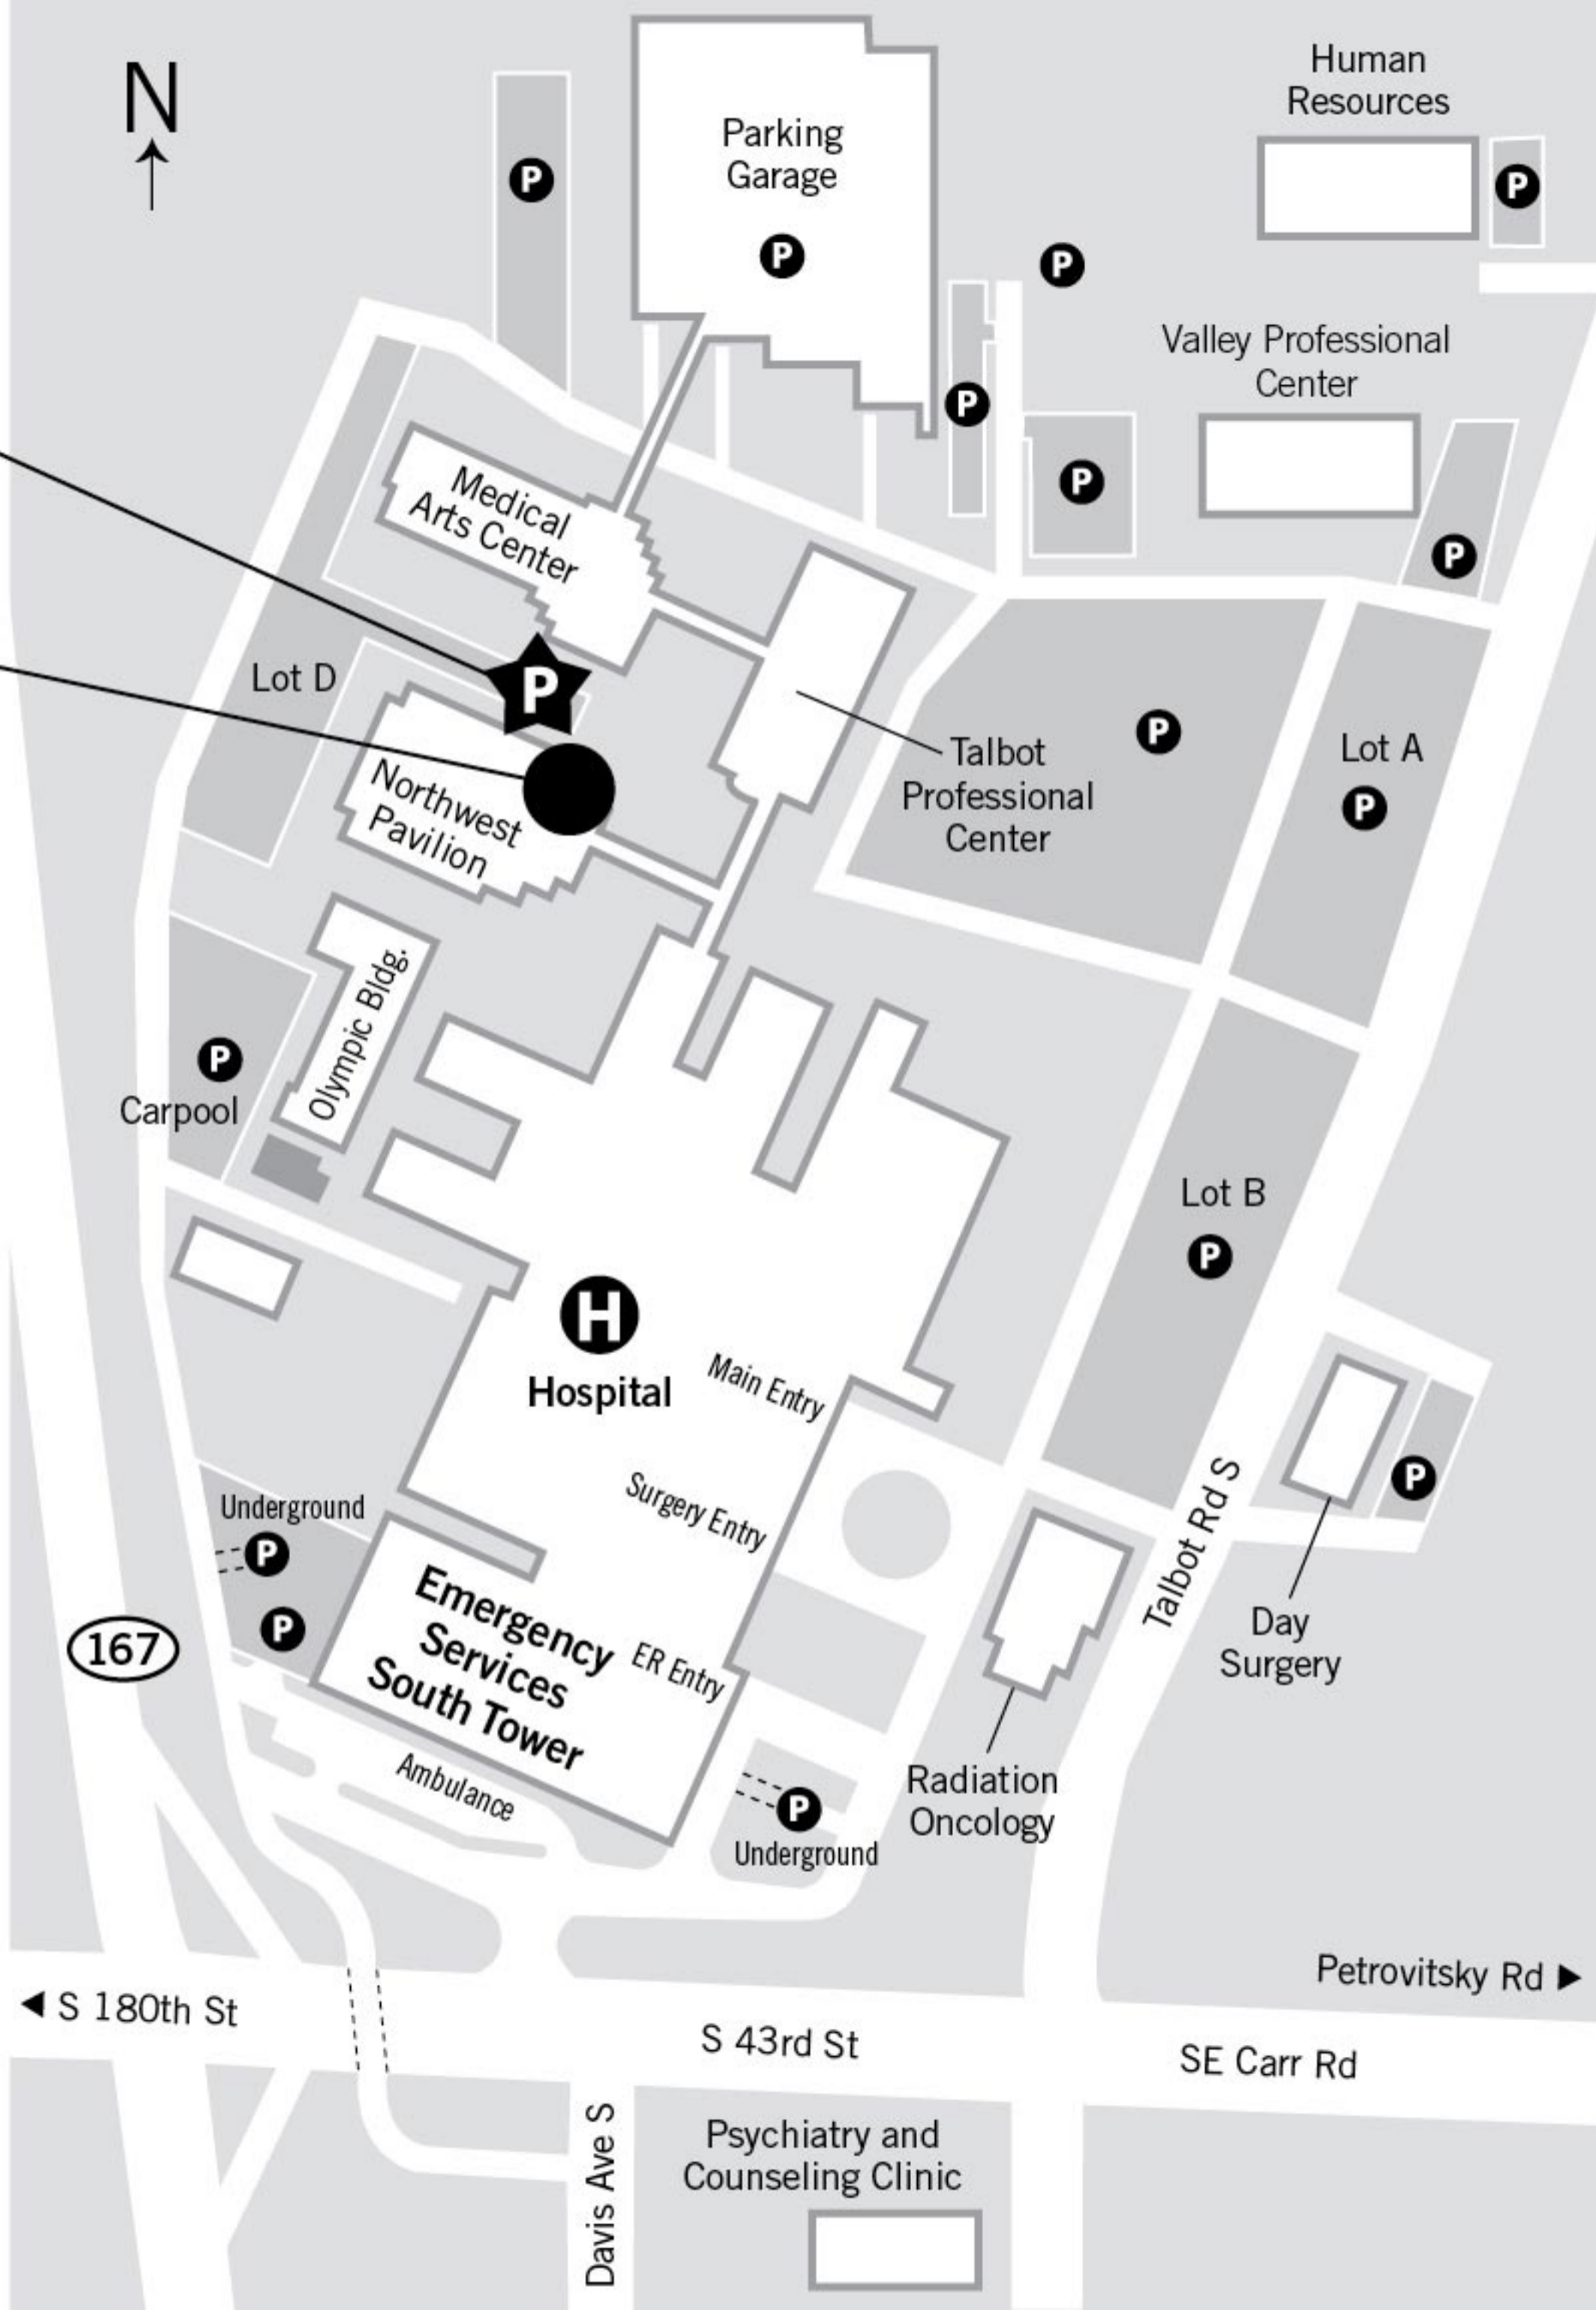 N
Human
Resources
P
Parking
Garage
P
P
P
Valley Professional
Center
P
P
P
Medical
Arts Center
Lot D
P
P
Lot A
P
Talbot
Professional
Center
Northwest
Pavilion
Olympic Bldg.
P
Carpool
Lot B
P
H
Hospital
Main Entry
Surgery Entry
P
Underground
P
P
Emergency
Services
South Tower
ER Entry
Talbot Rd S
Day
Surgery
167
Ambulance
Radiation
Oncology
P
Underground
Petrovitsky Rd
S 180th St
S 43rd St
SE Carr Rd
Davis Ave S
Psychiatry and
Counseling Clinic